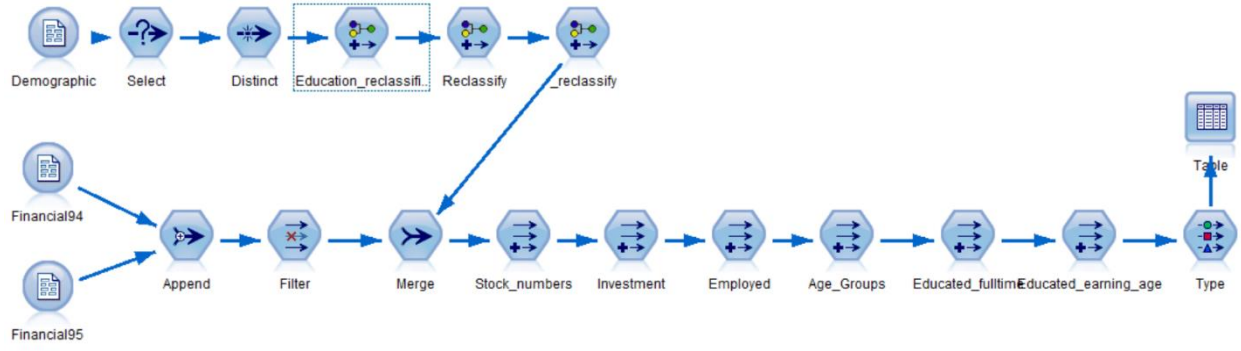 Demographic
Select
Distinct
Education_reclassifi..
Reclassify
_reclassify
Table
Financial94
Append
Filter
Merge
Stock_numbers
Investment
Employed
Age_Groups
Educated_fulltime
Educated_earning_age
Type
Financial95